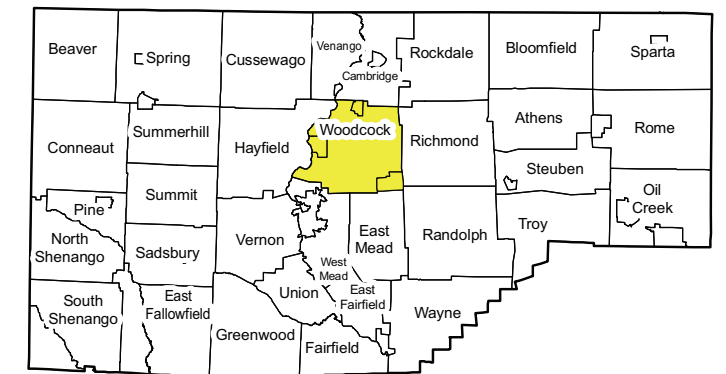 Beaver
Spring
Cussewago
Venango
Cambridge
Rockdale
Bloomfield
Sparta
Conneaut
Summerhill
Hayfield
Woodcock
Richmond
Athens
Rome
Steuben
Summit
Pine
Oil
Creek
North
Shenango
Sadsbury
Vernon
East
Mead
Randolph
Troy
West
Mead
South
Shenango
East
Fallowfield
Union
East
Fairfield
Wayne
Greenwood
Fairfield